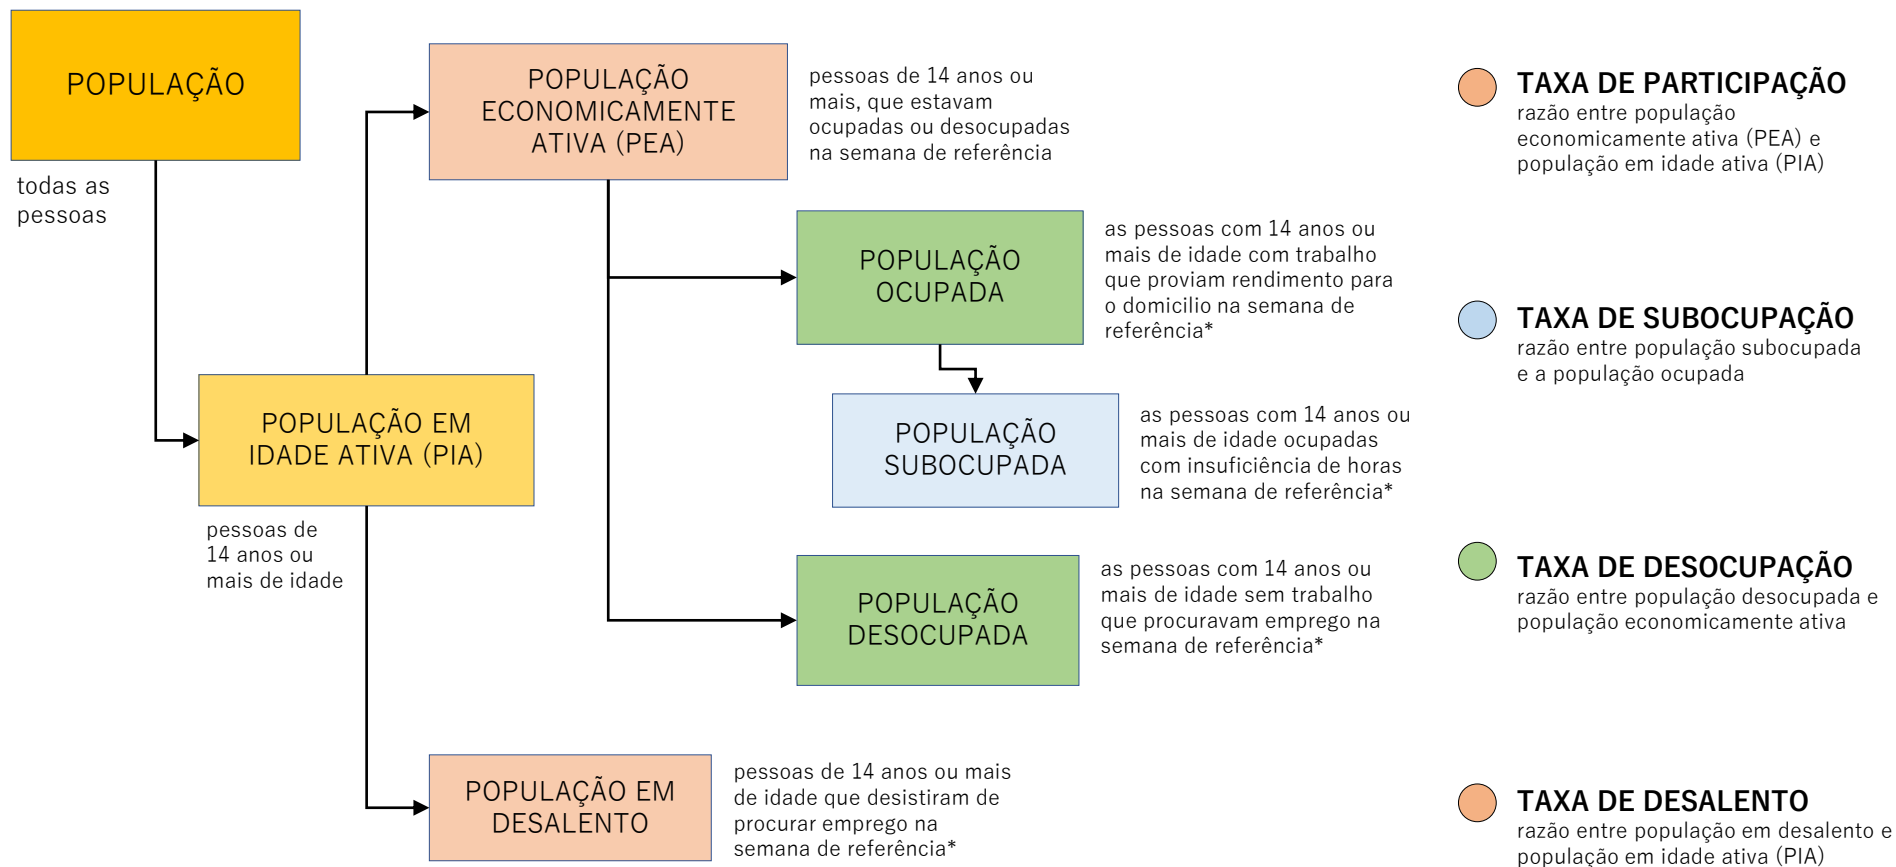 POPULAÇÃO
todas as
pessoas
POPULAÇÃO EM
IDADE ATIVA (PIA)
pessoas de
14 anos ou
mais de idade
POPULAÇÃO
ECONOMICAMENTE
ATIVA (PEA)
pessoas de 14 anos ou
mais, que estavam
ocupadas ou desocupadas
na semana de referência
POPULAÇÃO
OCUPADA
as pessoas com 14 anos ou
mais de idade com trabalho
que proviam rendimento para
o domicilio na semana de
referência*
POPULAÇÃO
SUBOCUPADA
as pessoas com 14 anos ou
mais de idade ocupadas
com insuficiência de horas
na semana de referência*
POPULAÇÃO
DESOCUPADA
as pessoas com 14 anos ou
mais de idade sem trabalho
que procuravam emprego na
semana de referência*
POPULAÇÃO EM
DESALENTO
pessoas de 14 anos ou mais
de idade que desistiram de
procurar emprego na
semana de referência*
TAXA DE PARTICIPAÇÃO
razão entre população
economicamente ativa (PEA) e
população em idade ativa (PIA)
TAXA DE SUBOCUPAÇÃO
razão entre população subocupada
e a população ocupada
TAXA DE DESOCUPAÇÃO
razão entre população desocupada e
população economicamente ativa
TAXA DE DESALENTO
razão entre população em desalento e
população em idade ativa (PIA)